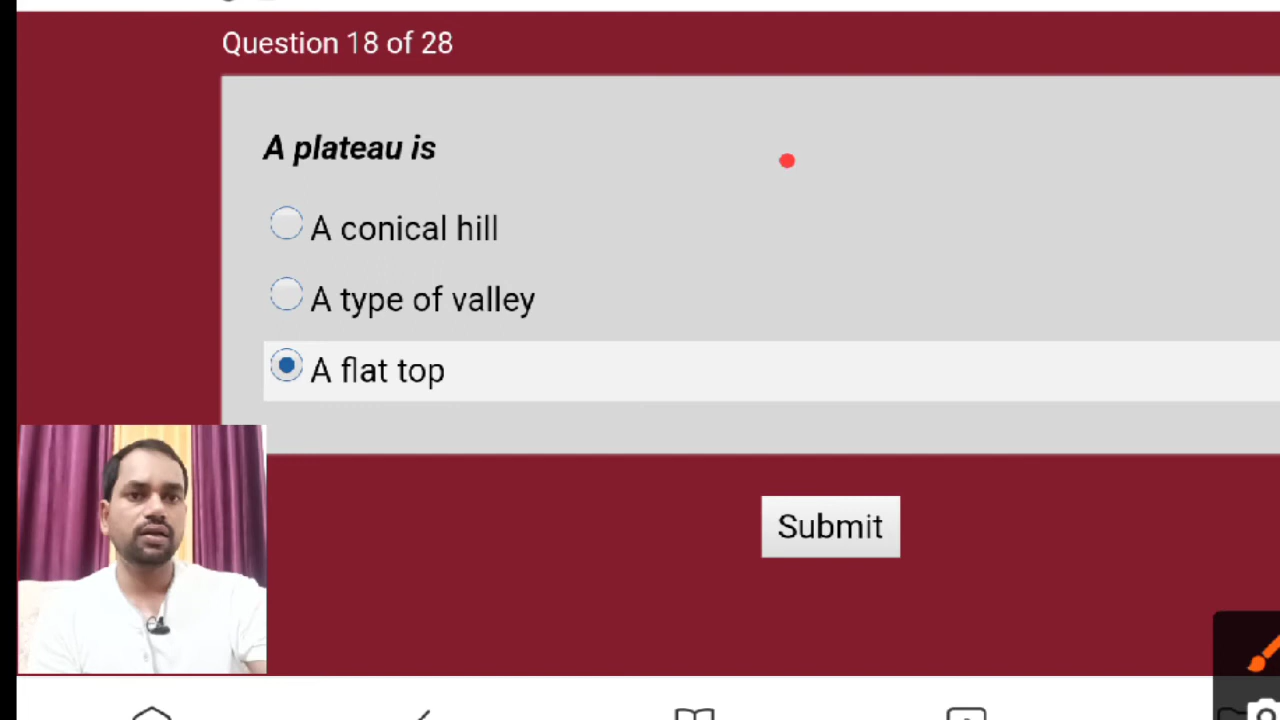 Question 18 of 28
A plateau is
A conical hill
A type of valley
A flat top
Submit